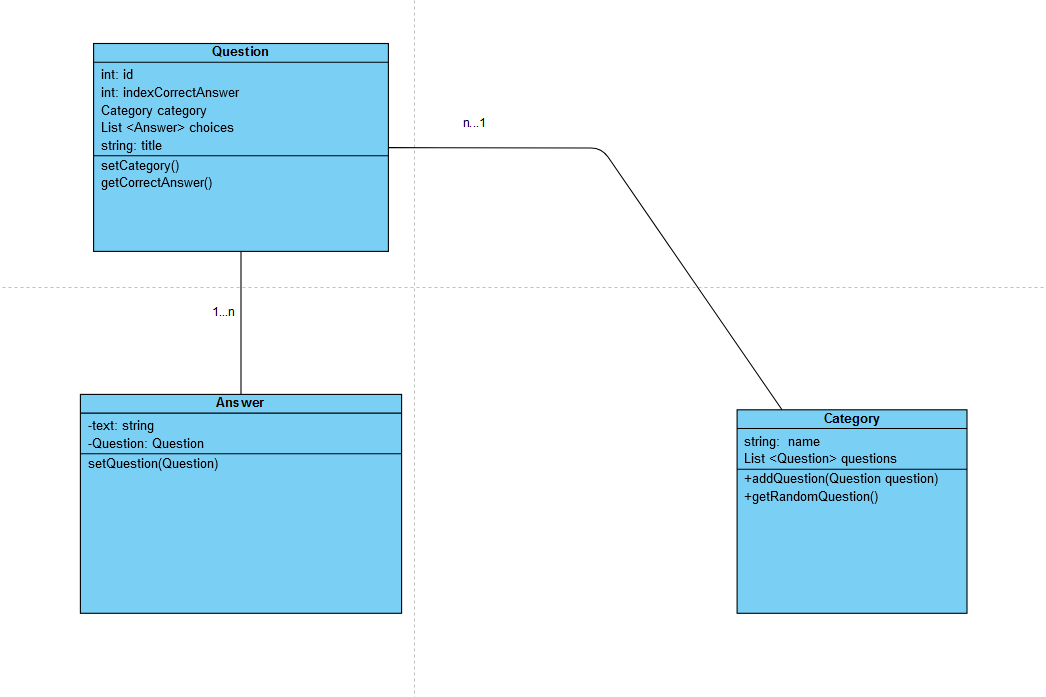 Question
int: id
int: indexCorrectAnswer
Category category
List <Answer> choices
string: title
setCategory()
getCorrectAnswer()
n...1
1...n
Answer
-text: string
-Question: Question
setQuestion(Question)
Category
string:  name
List <Question> questions
+addQuestion(Question question)
+getRandomQuestion()